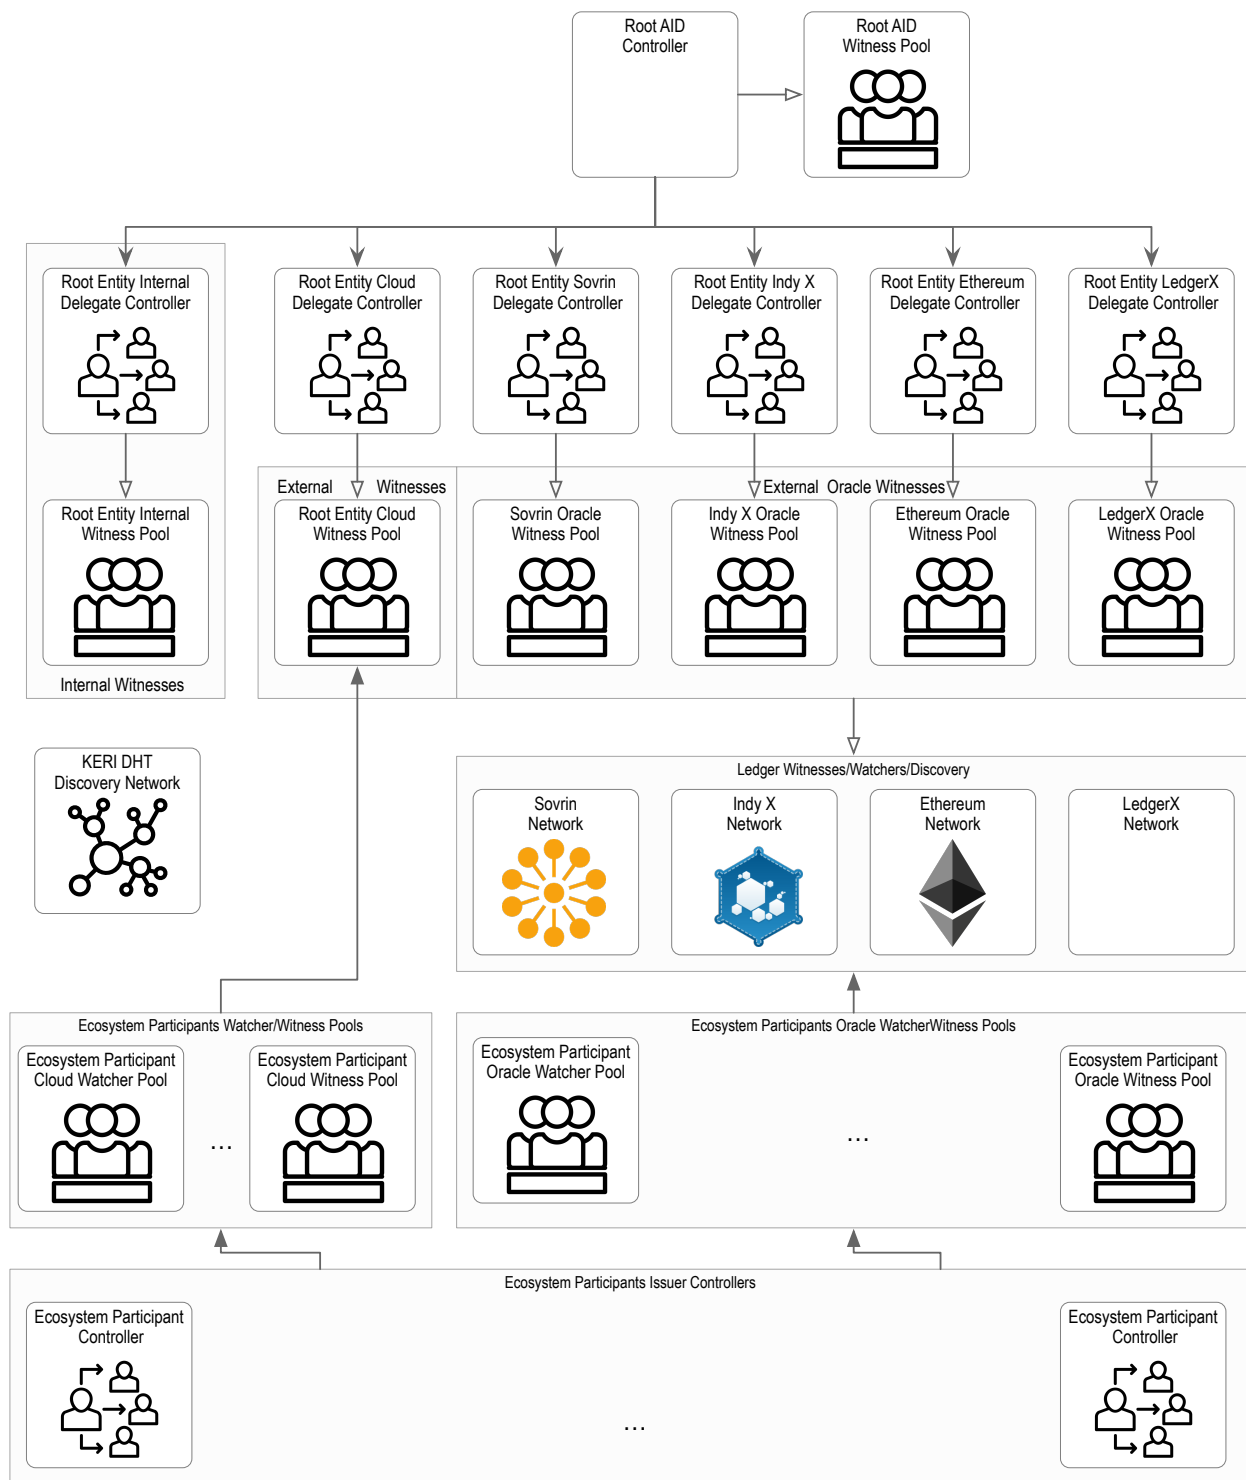 Root AID
Controller
Root AID
Witness Pool
Root Entity Internal
Delegate Controller
Root Entity Cloud
Delegate Controller
Root Entity Sovrin
Delegate Controller
Root Entity Indy X
Delegate Controller
Root Entity Ethereum
Delegate Controller
Root Entity LedgerX
Delegate Controller
External Witnesses
External Oracle Witnesses
Root Entity Internal
Witness Pool
Root Entity Cloud
Witness Pool
Sovrin Oracle
Witness Pool
Indy X Oracle
Witness Pool
Ethereum Oracle
Witness Pool
LedgerX Oracle
Witness Pool
Internal Witnesses
KERI DHT
Discovery Network
Ledger Witnesses/Watchers/Discovery
Sovrin
Network
Indy X
Network
Ethereum
Network
LedgerX
Network
Ecosystem Participants Watcher/Witness Pools
Ecosystem Participant
Cloud Watcher Pool
...
Ecosystem Participant
Cloud Witness Pool
Ecosystem Participants Oracle WatcherWitness Pools
Ecosystem Participant
Oracle Watcher Pool
...
Ecosystem Participant
Oracle Witness Pool
Ecosystem Participants Issuer Controllers
Ecosystem Participant
Controller
...
Ecosystem Participant
Controller